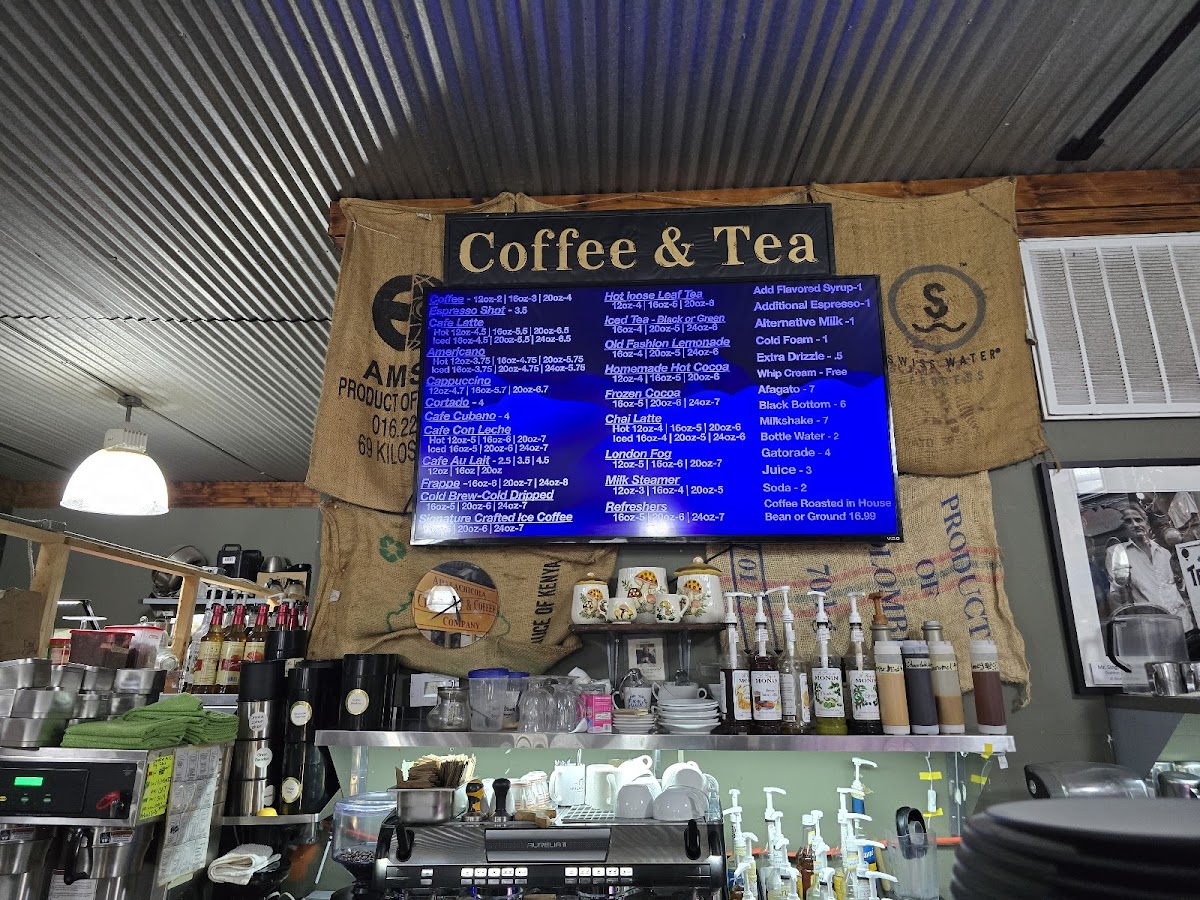 Coffee & Tea
Coffee - 12oz-2 | 16oz-3 | 20oz-4
Espresso Shot - 3.5
Cafe Latte
Hot 12oz-4.5 | 16oz-5.5 | 20oz-6.5
Iced 16oz-4.5 | 20oz-5.5 | 24oz-6.5
Americano
Hot 12oz-3.75 | 16oz-4.75 | 20oz-5.75
Iced 16oz-3.75 | 20oz-4.75 | 24oz-5.75
Cappuccino
12oz-4.7 | 16oz-5.7 | 20oz-6.7
Cortado - 4
Cafe Cubano - 4
Cafe Con Leche
Hot 12oz-5 | 16oz-6 | 20oz-7
Iced 16oz-5 | 20oz-6 | 24oz-7
Cafe Au Lait - 2.5 | 3.5 | 4.5
12oz | 16oz | 20oz
Frappe -16oz-6 | 20oz-7 | 24oz-8
Cold Brew-Cold Dripped
16oz-5 | 20oz-6 | 24oz-7
Signature Crafted Ice Coffee
20oz-6 | 24oz-7
Hot loose Leaf Tea
12oz-4 | 16oz-5 | 20oz-6
Iced Tea - Black or Green
16oz-4 | 20oz-5 | 24oz-6
Old Fashion Lemonade
16oz-4 | 20oz-5 | 24oz-6
Homemade Hot Cocoa
12oz-4 | 16oz-5 | 20oz-6
Frozen Cocoa
16oz-5 | 20oz-6 | 24oz-7
Chai Latte
Hot 12oz-4 | 16oz-5 | 20oz-6
Iced 16oz-4 | 20oz-5 | 24oz-6
London Fog
12oz-5 | 16oz-6 | 20oz-7
Milk Steamer
12oz-3 | 16oz-4 | 20oz-5
Refreshers
16oz-5 | 20oz-6 | 24oz-7
Add Flavored Syrup-1
Additional Espresso-1
Alternative Milk -1
Cold Foam - 1
Extra Drizzle - .5
Whip Cream - Free
Afagato - 7
Black Bottom - 6
Milkshake - 7
Bottle Water - 2
Gatorade - 4
Juice - 3
Soda - 2
Coffee Roasted in House
Bean or Ground 16.99
VIZIO
AMS
PRODUCT OF
016,22
69 KILOS
S
SWISS WATER
PROCESS
PRODUCT
OF
COLOMB
70
UCE OF KENYA
APASSIONICOLA
& COFFEE
COMPANY
MONIN
MONIN
MONIN
AURELIA II